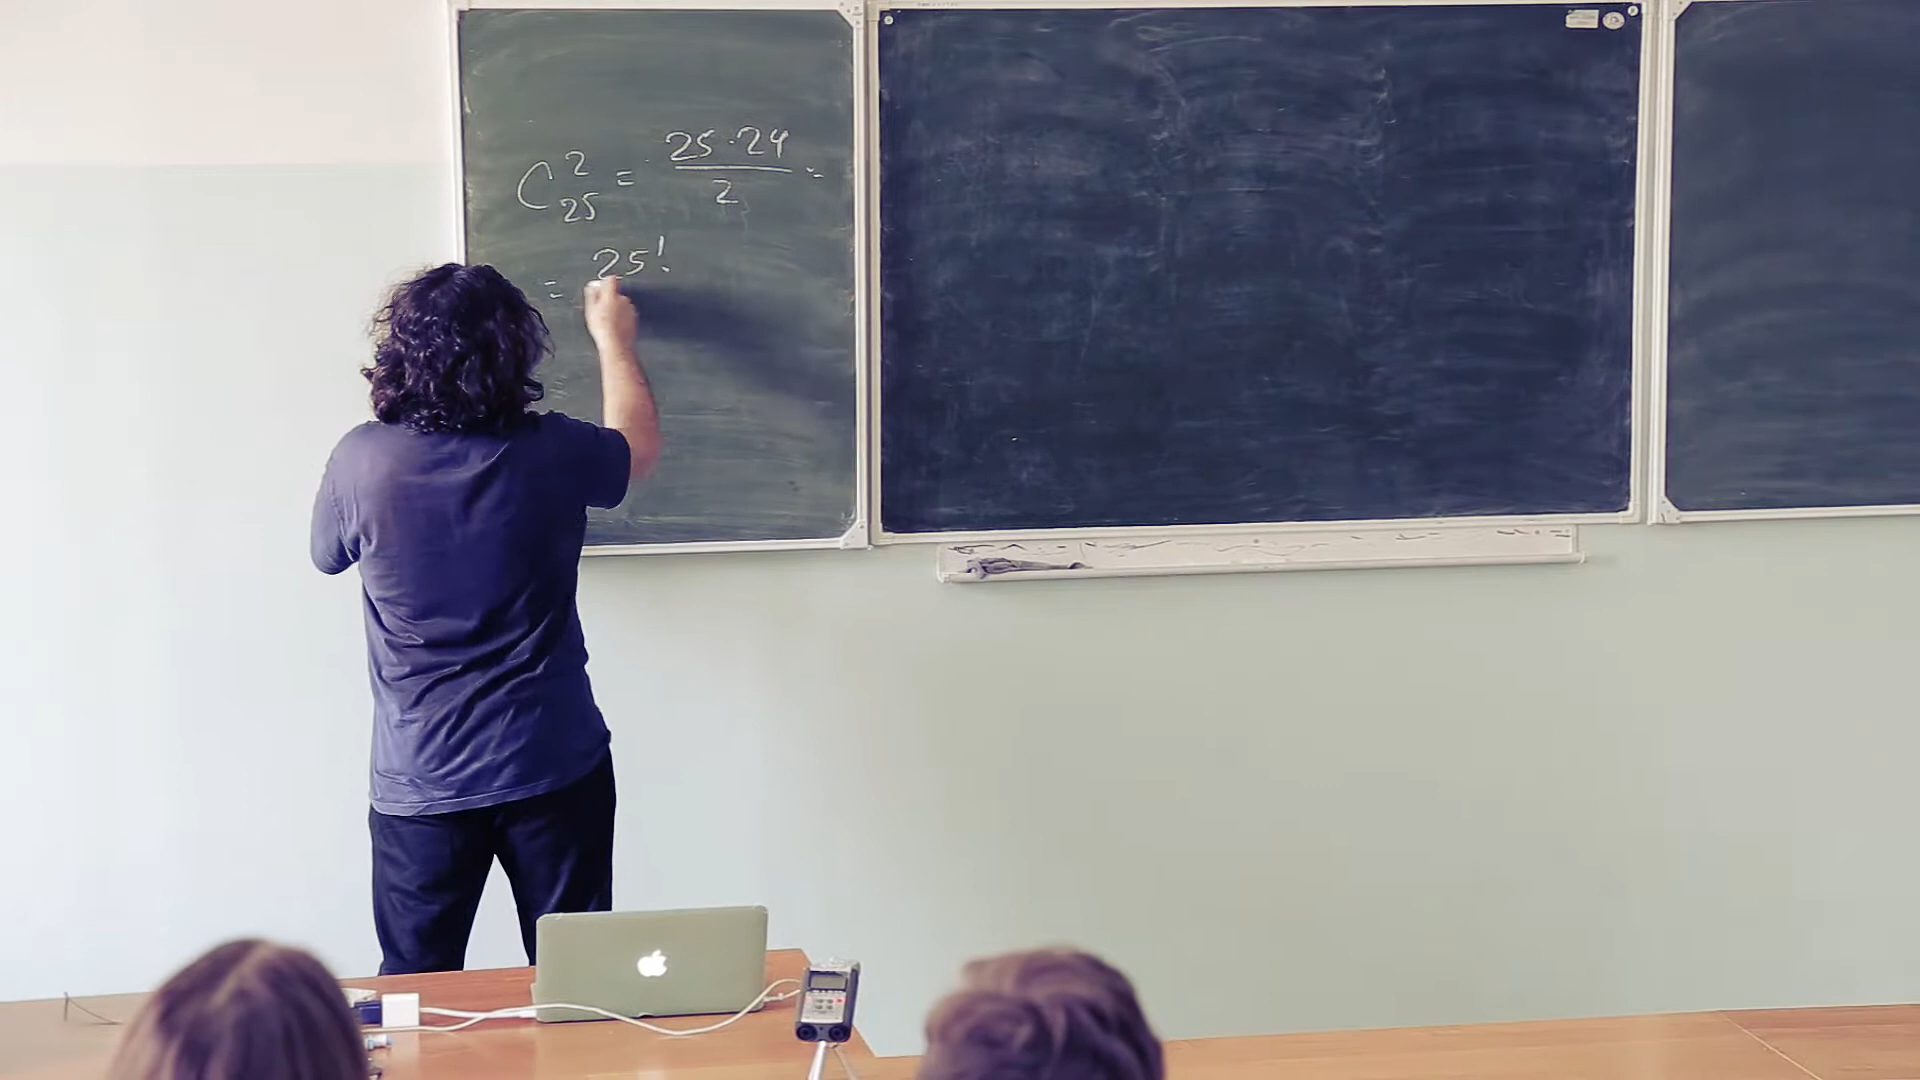 C²₂₅ = 25·24 / 2 =
= 25!